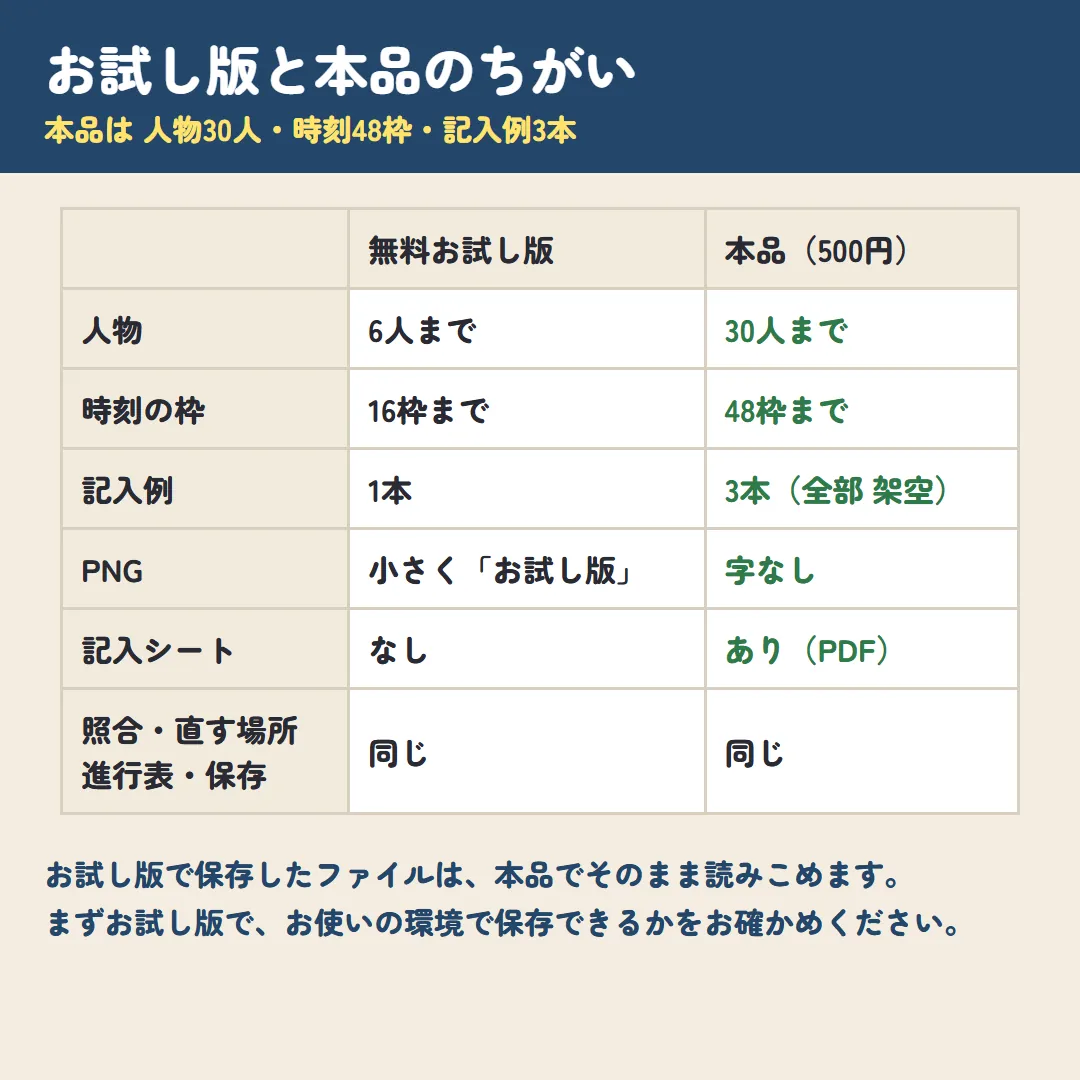 お試し版と本品のちがい
本品は 人物30人・時刻48枠・記入例3本
無料お試し版 本品（500円）
人物 6人まで 30人まで
時刻の枠 16枠まで 48枠まで
記入例 1本 3本（全部 架空）
PNG 小さく「お試し版」 字なし
記入シート なし あり（PDF）
照合・直す場所
進行表・保存 同じ 同じ
お試し版で保存したファイルは、本品でそのまま読みこめます。
まずお試し版で、お使いの環境で保存できるかをお確かめください。